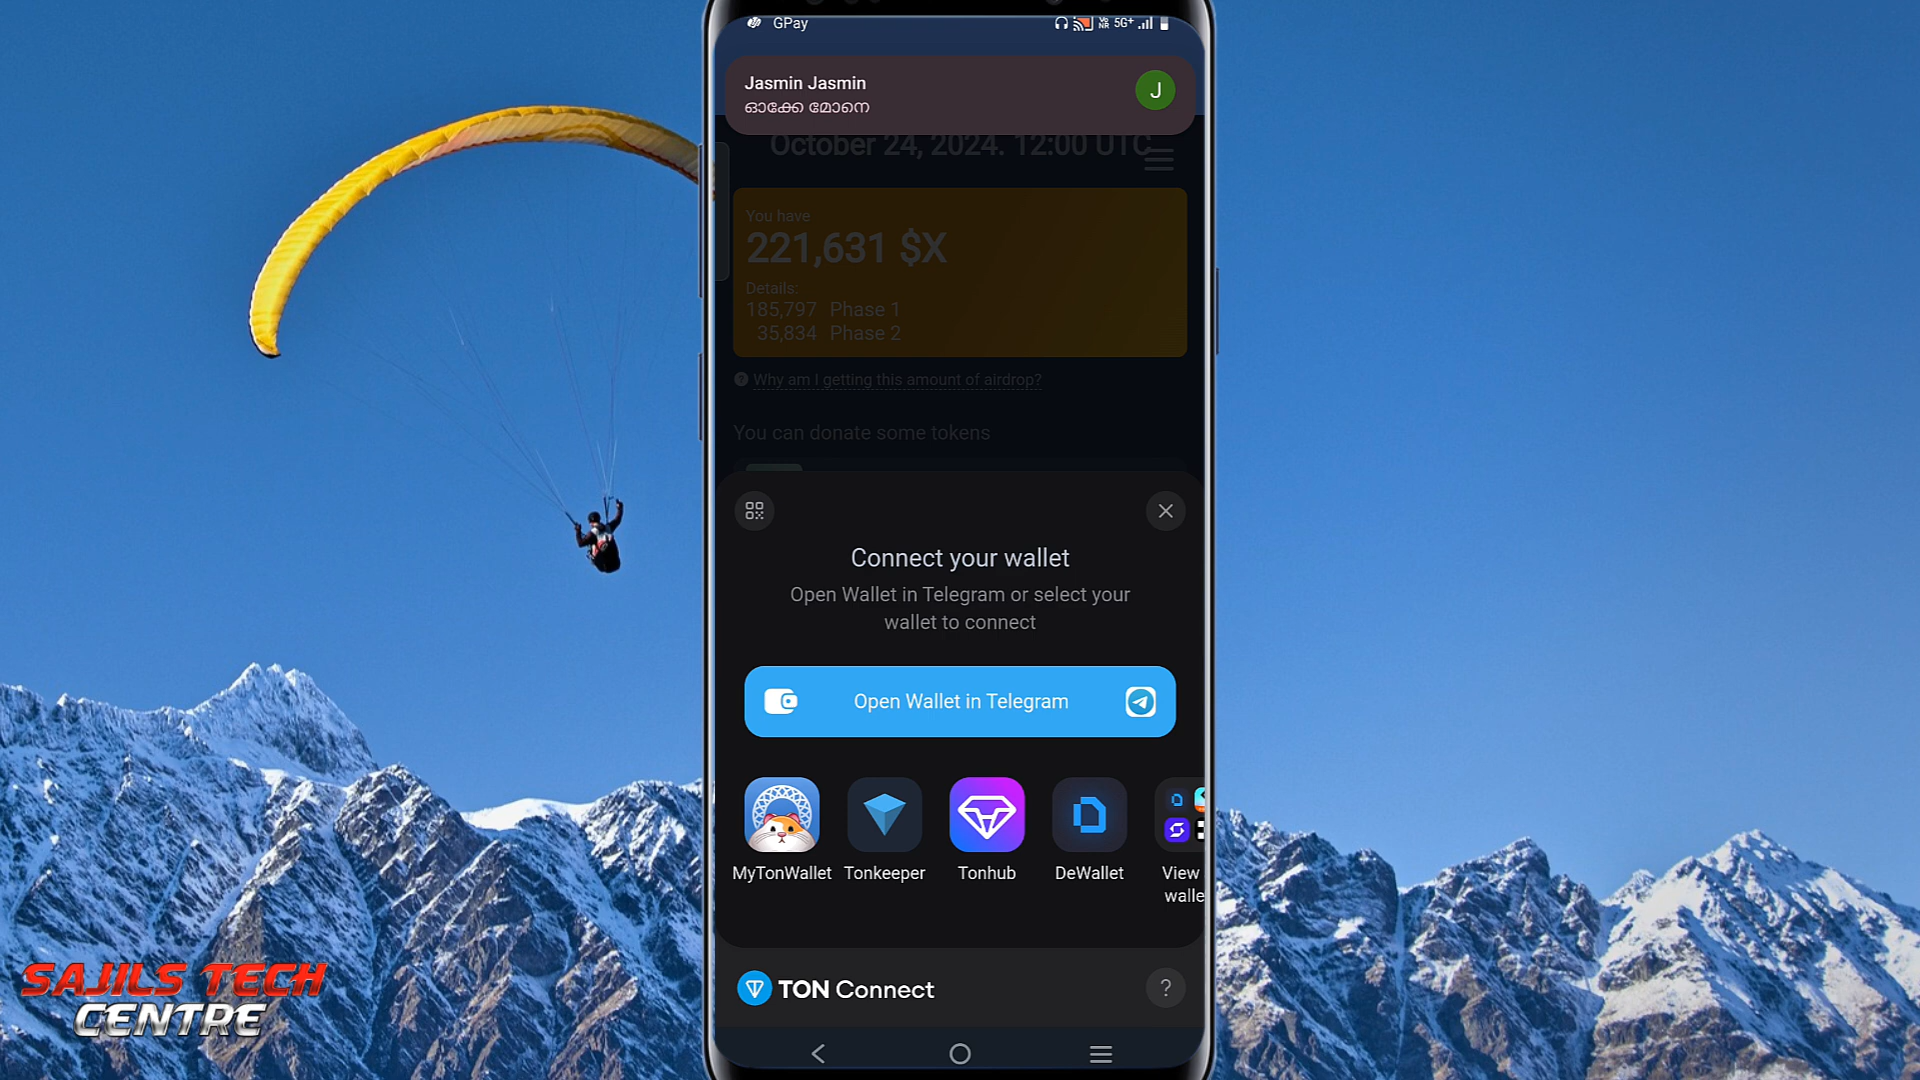 GPay
VoNR 5G+
Jasmin Jasmin
J
ഓക്കേ മോനെ
October 24, 2024. 12:00 UTC
You have
221,631 $X
Details:
185,797 Phase 1
35,834 Phase 2
Why am I getting this amount of airdrop?
You can donate some tokens
Connect your wallet
Open Wallet in Telegram or select your
wallet to connect
Open Wallet in Telegram
MyTonWallet
Tonkeeper
Tonhub
DeWallet
View
walle
SAJILS TECH
CENTRE
TON Connect
?